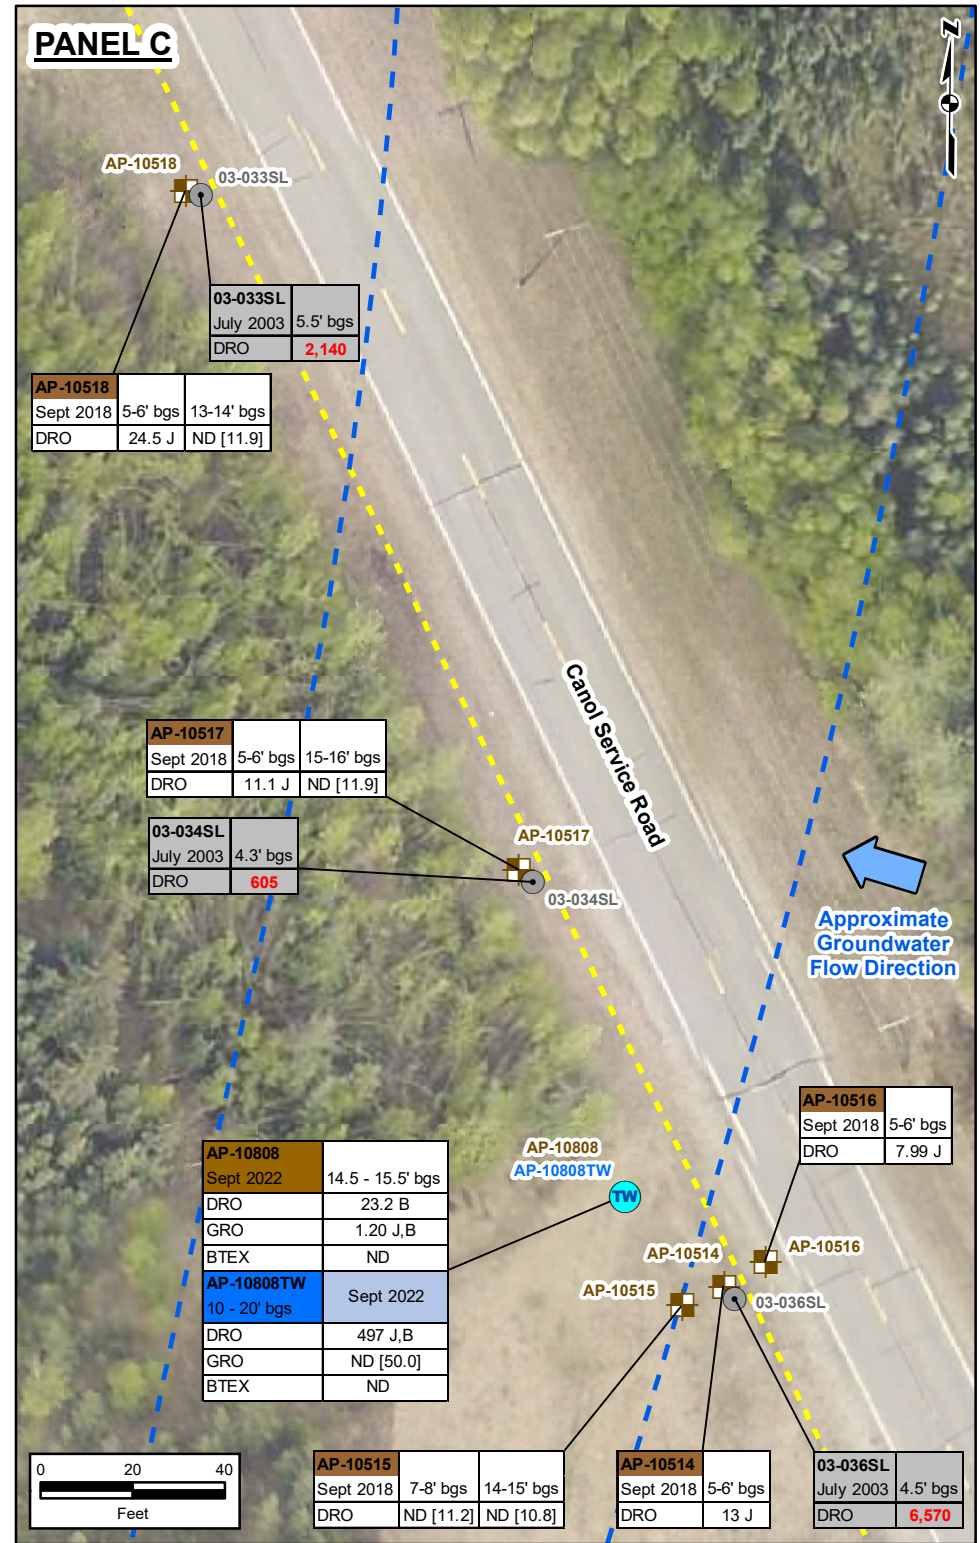 PANEL C
N
AP-10518
03-033SL
03-033SL
July 2003 5.5' bgs
DRO 2,140
AP-10518
Sept 2018 5-6' bgs 13-14' bgs
DRO 24.5 J ND [11.9]
Canol Service Road
AP-10517
Sept 2018 5-6' bgs 15-16' bgs
DRO 11.1 J ND [11.9]
03-034SL
July 2003 4.3' bgs
DRO 605
AP-10517
03-034SL
Approximate
Groundwater
Flow Direction
AP-10516
Sept 2018 5-6' bgs
DRO 7.99 J
AP-10808
AP-10808TW
TW
AP-10808
Sept 2022 14.5 - 15.5' bgs
DRO 23.2 B
GRO 1.20 J,B
BTEX ND
AP-10808TW
10 - 20' bgs Sept 2022
DRO 497 J,B
GRO ND [50.0]
BTEX ND
AP-10514
AP-10516
AP-10515
03-036SL
AP-10515
Sept 2018 7-8' bgs 14-15' bgs
DRO ND [11.2] ND [10.8]
AP-10514
Sept 2018 5-6' bgs
DRO 13 J
03-036SL
July 2003 4.5' bgs
DRO 6,570
0 20 40
Feet